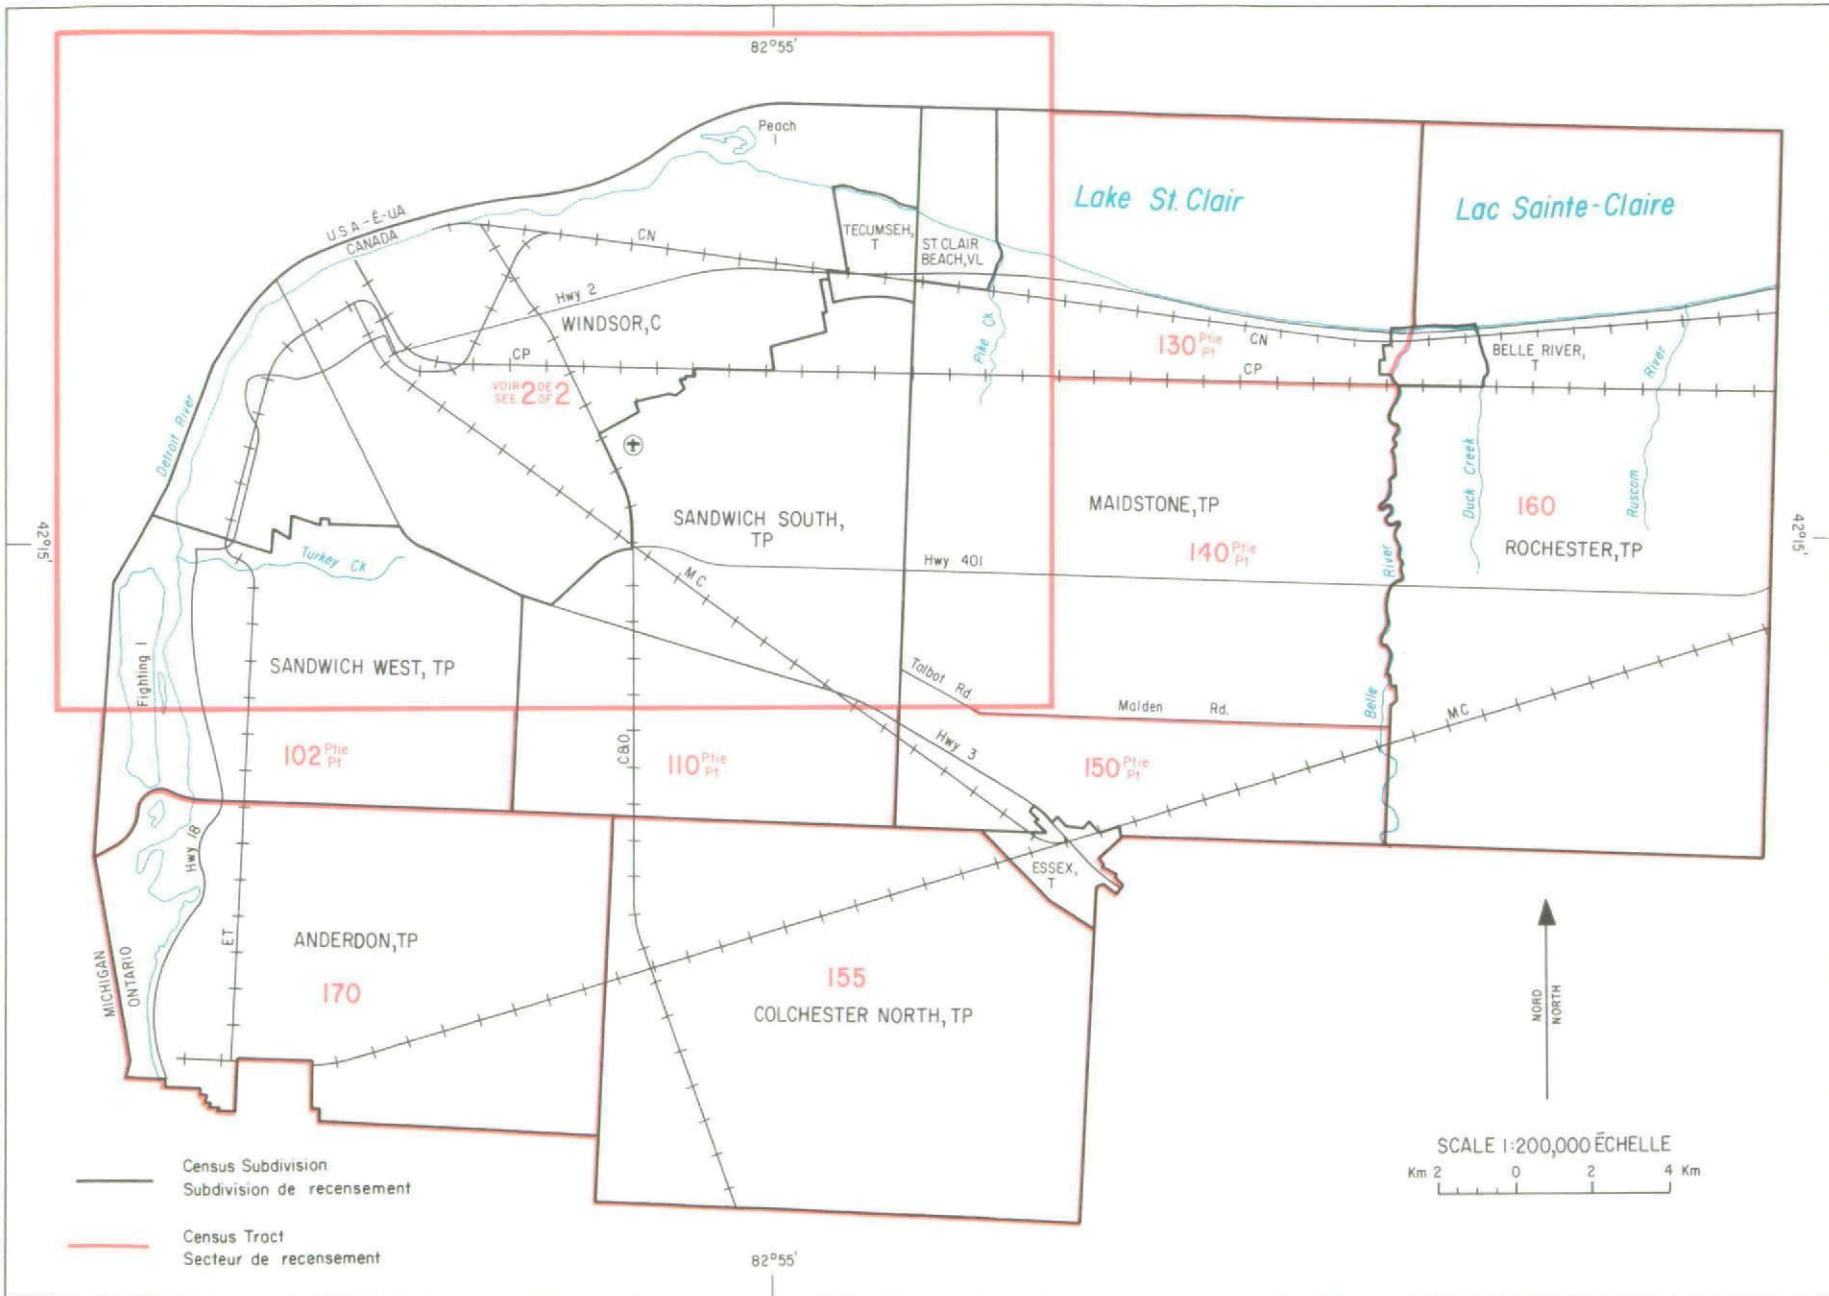 82°55'
Peach
I
Lake St. Clair
Lac Sainte-Claire
U.S.A-É-UA
CANADA
CN
TECUMSEH,
T
ST CLAIR
BEACH,VL
Hwy 2
WINDSOR,C
CP
VOIR 2 DE 2
SEE 2 OF 2
Pike Ck
130 Ptie
Pt
CN
CP
BELLE RIVER,
T
River
Ruscom
Detroit River
Duck Creek
MAIDSTONE,TP
160
ROCHESTER,TP
SANDWICH SOUTH,
TP
42°15'
42°15'
Turkey Ck
140 Ptie
Pt
Hwy 401
M.C.
River
Belle
Fighting I
SANDWICH WEST, TP
Talbot Rd.
Malden Rd.
MC
102 Ptie
Pt
C&O
110 Ptie
Pt
Hwy 3
150 Ptie
Pt
Hwy 18
ESSEX,
T
ET
ANDERDON,TP
170
MICHIGAN
ONTARIO
155
COLCHESTER NORTH, TP
NORD
NORTH
SCALE 1:200,000 ÉCHELLE
Km 2 0 2 4 Km
Census Subdivision
Subdivision de recensement
Census Tract
Secteur de recensement
82°55'